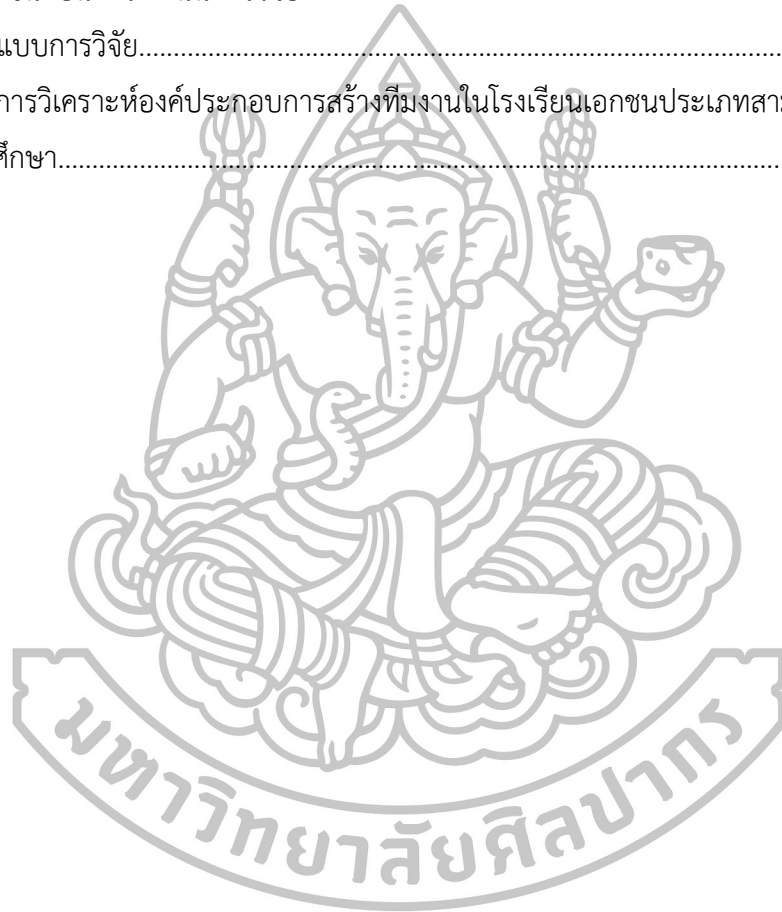 แบบการวิจัย
การวิเคราะห์องค์ประกอบการสร้างทีมงานในโรงเรียนเอกชนประเภทสา
ศึกษา
มหาวิทยาลัยศิลปากร